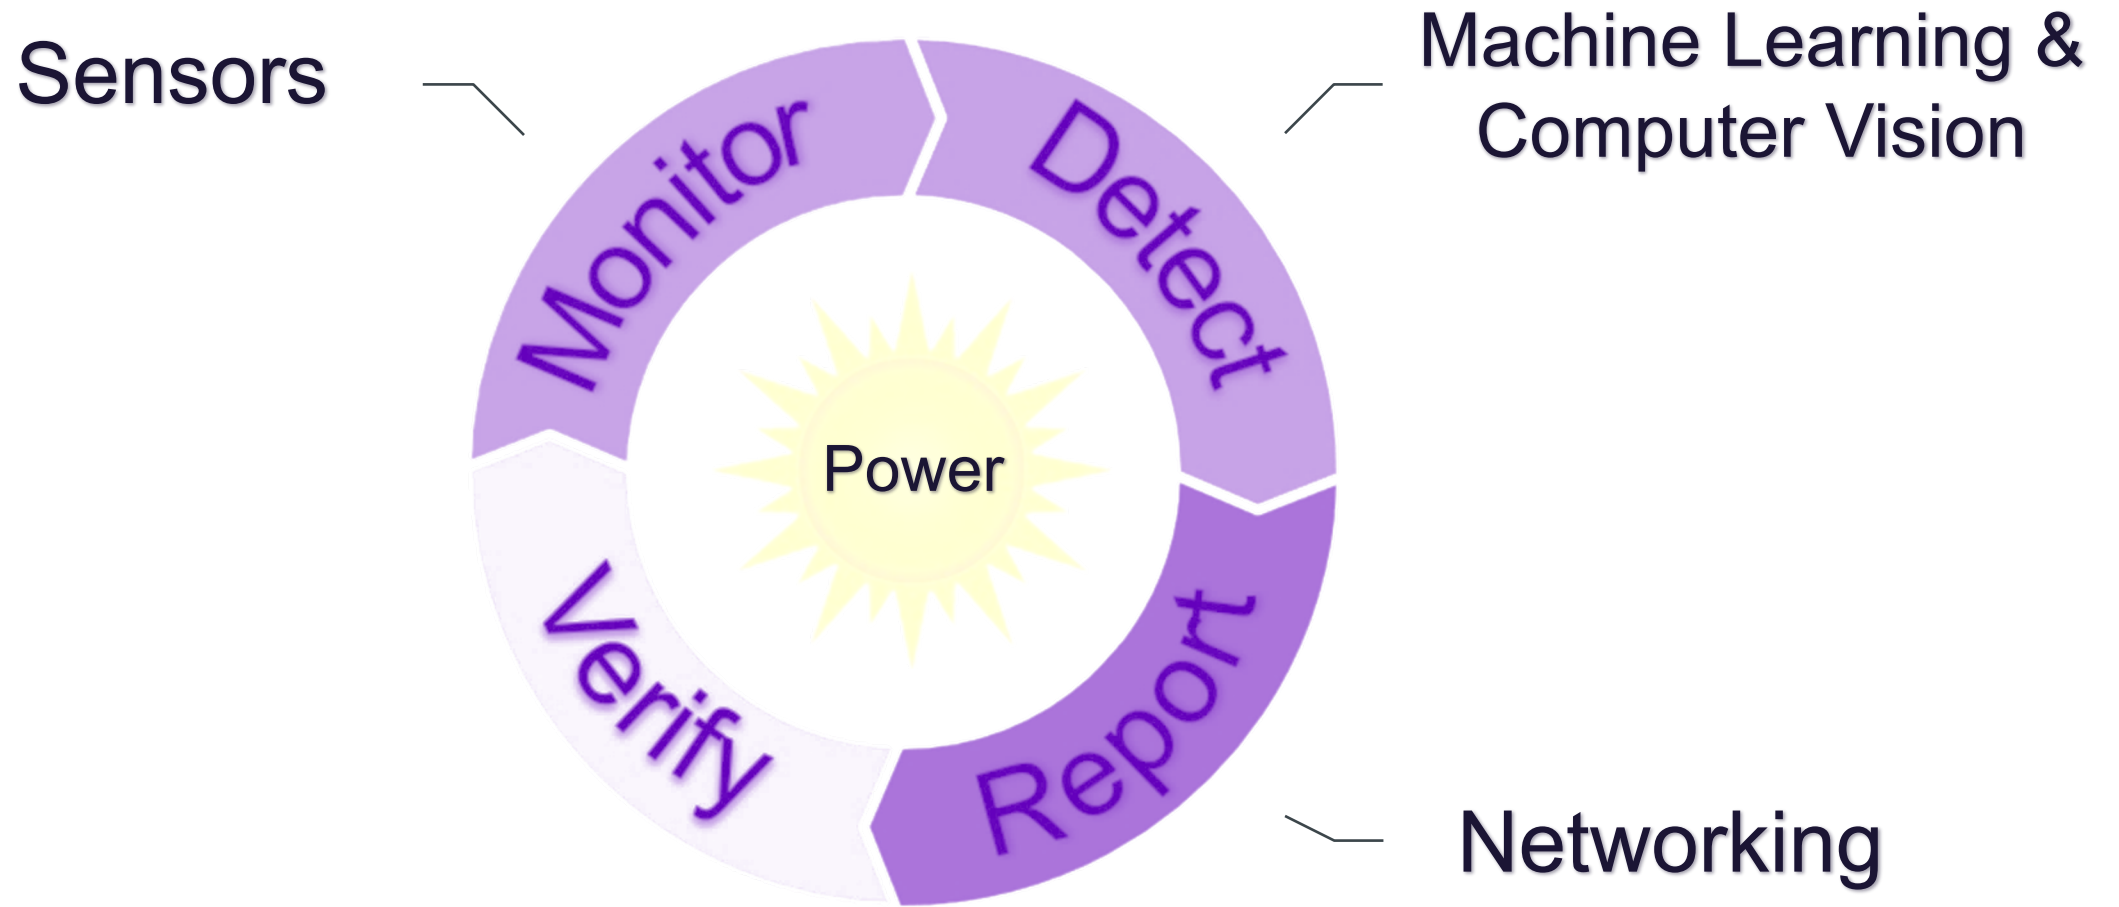 Sensors
Machine Learning &
Computer Vision
Monitor
Detect
Power
Verify
Report
Networking